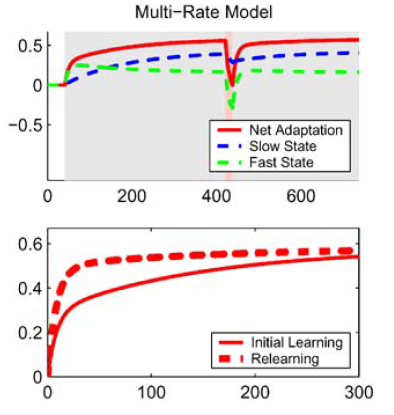 Multi-Rate Model
0.5
0
-0.5
Net Adaptation
Slow State
Fast State
0 200 400 600
0.6
0.4
0.2
0
Initial Learning
Relearning
0 100 200 300